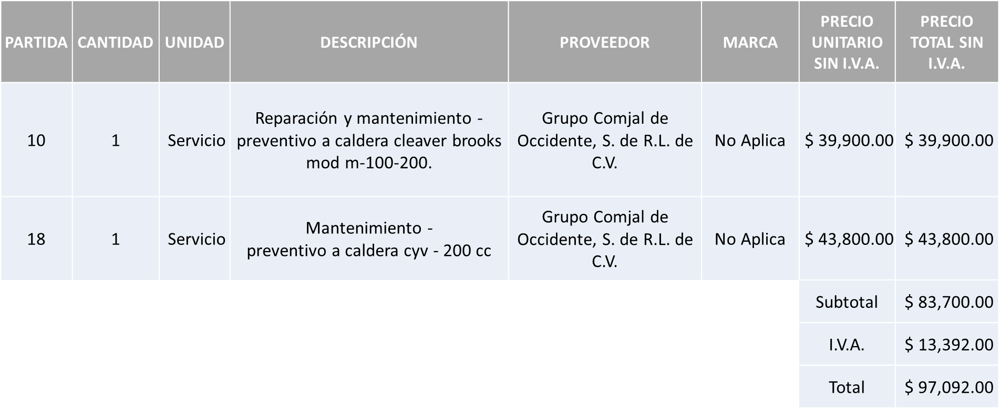 PARTIDA
CANTIDAD
UNIDAD
DESCRIPCIÓN
PROVEEDOR
MARCA
PRECIO
UNITARIO
SIN I.V.A.
PRECIO
TOTAL SIN
I.V.A.
10
1
Servicio
Reparación y mantenimiento -
preventivo a caldera cleaver brooks
mod m-100-200.
Grupo Comjal de
Occidente, S. de R.L. de
C.V.
No Aplica
$ 39,900.00
$ 39,900.00
18
1
Servicio
Mantenimiento -
preventivo a caldera cyv - 200 cc
Grupo Comjal de
Occidente, S. de R.L. de
C.V.
No Aplica
$ 43,800.00
$ 43,800.00
Subtotal
$ 83,700.00
I.V.A.
$ 13,392.00
Total
$ 97,092.00